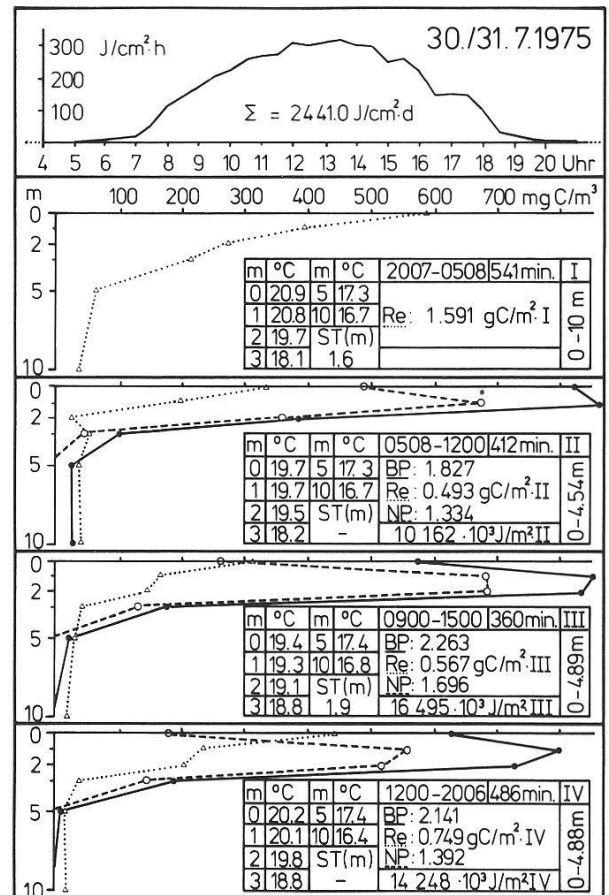 30./31.7.1975
300 J/cm²·h
200
100
Σ = 2441.0 J/cm²·d
4 5 6 7 8 9 10 11 12 13 14 15 16 17 18 19 20 Uhr
m 100 200 300 400 500 600 700 mg C/m³
0
2
5
10
m °C m °C 2007-0508 541min. I
0 20.9 5 17.3
1 20.8 10 16.7 Re: 1.591 gC/m²·I
2 19.7 ST(m)
3 18.1 1.6
0-10 m
0
2
5
10
m °C m °C 0508-1200 412min. II
0 19.7 5 17.3 BP: 1.827
1 19.7 10 16.7 Re: 0.493 gC/m²·II
2 19.5 ST(m) NP: 1.334
3 18.2 - 10 162 ·10³J/m²II
0-4.54m
0
2
5
10
m °C m °C 0900-1500 360min. III
0 19.4 5 17.4 BP: 2.263
1 19.3 10 16.8 Re: 0.567 gC/m²·III
2 19.1 ST(m) NP: 1.696
3 18.8 1.9 16 495 ·10³J/m²III
0-4.89m
0
2
5
10
m °C m °C 1200-2006 486min. IV
0 20.2 5 17.4 BP: 2.141
1 20.1 10 16.4 Re: 0.749 gC/m²·IV
2 19.8 ST(m) NP: 1.392
3 18.8 - 14 248 ·10³J/m²IV
0-4.88m